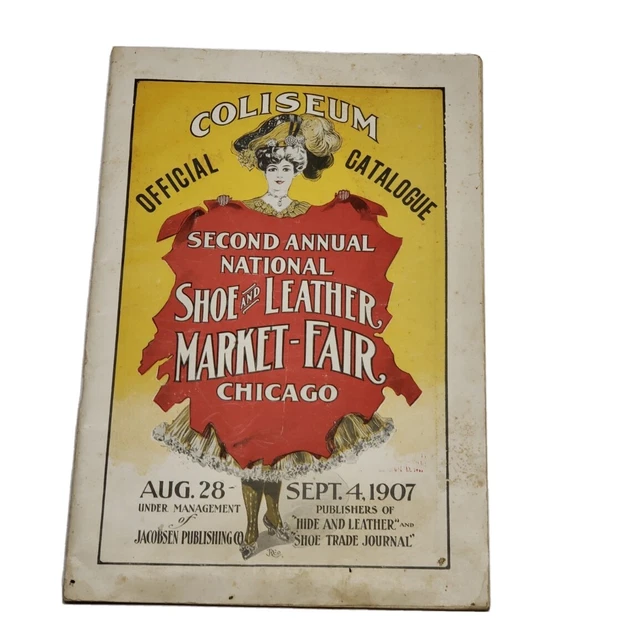 COLISEUM
OFFICIAL CATALOGUE
SECOND ANNUAL
NATIONAL
SHOE AND LEATHER
MARKET-FAIR
CHICAGO
AUG. 28- SEPT. 4, 1907
UNDER MANAGEMENT
of
JACOBSEN PUBLISHING CO.
PUBLISHERS OF
"HIDE AND LEATHER" AND
"SHOE TRADE JOURNAL"